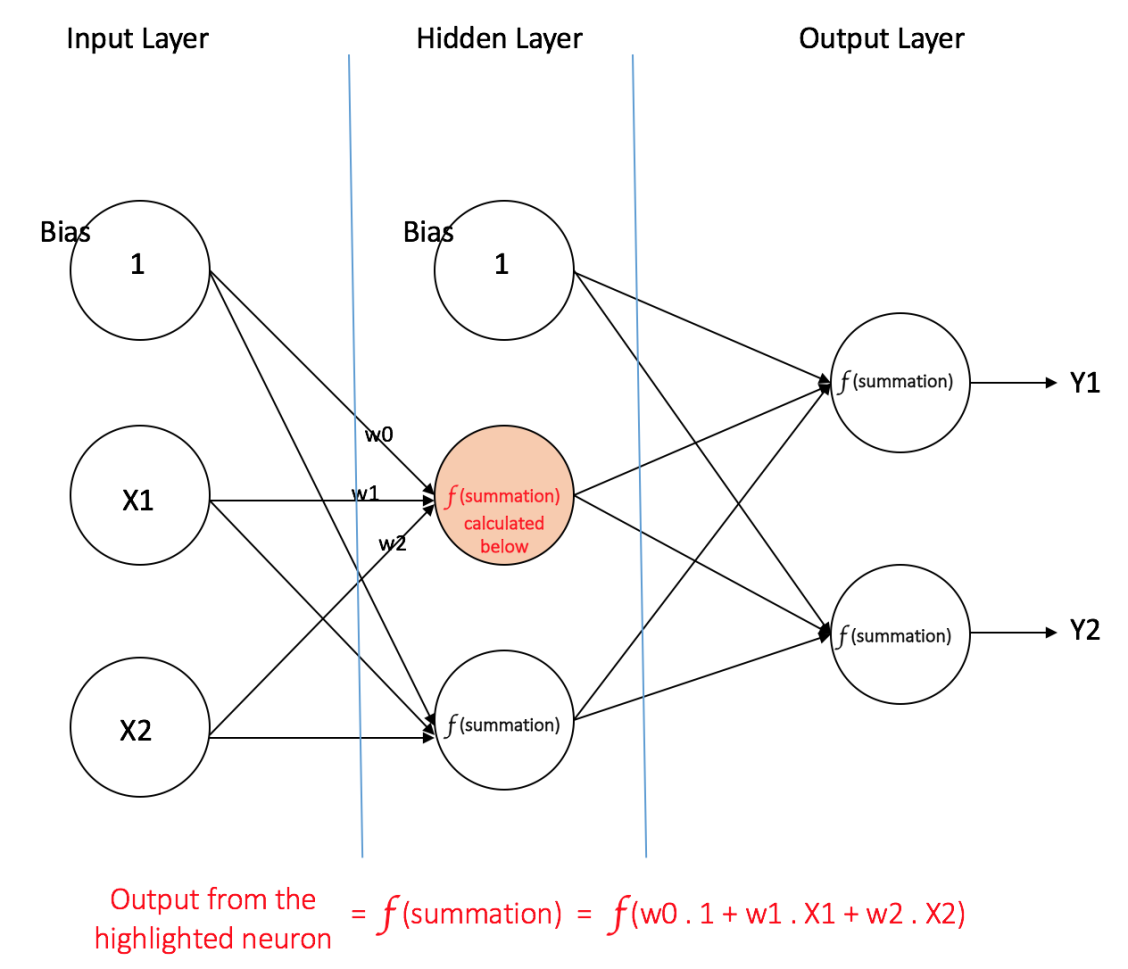 Input Layer
Hidden Layer
Output Layer
Bias
1
Bias
1
f(summation)
Y1
w0
X1
w1
f(summation)
calculated
below
w2
f(summation)
Y2
X2
f(summation)
Output from the
highlighted neuron
= f(summation) = f(w0 . 1 + w1 . X1 + w2 . X2)